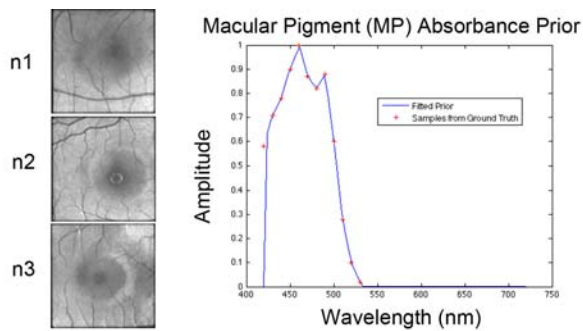 n1
n2
n3
Macular Pigment (MP) Absorbance Prior
Amplitude
1
0.9
0.8
0.7
0.6
0.5
0.4
0.3
0.2
0.1
0
Fitted Prior
Samples from Ground Truth
400 450 500 550 600 650 700 750
Wavelength (nm)